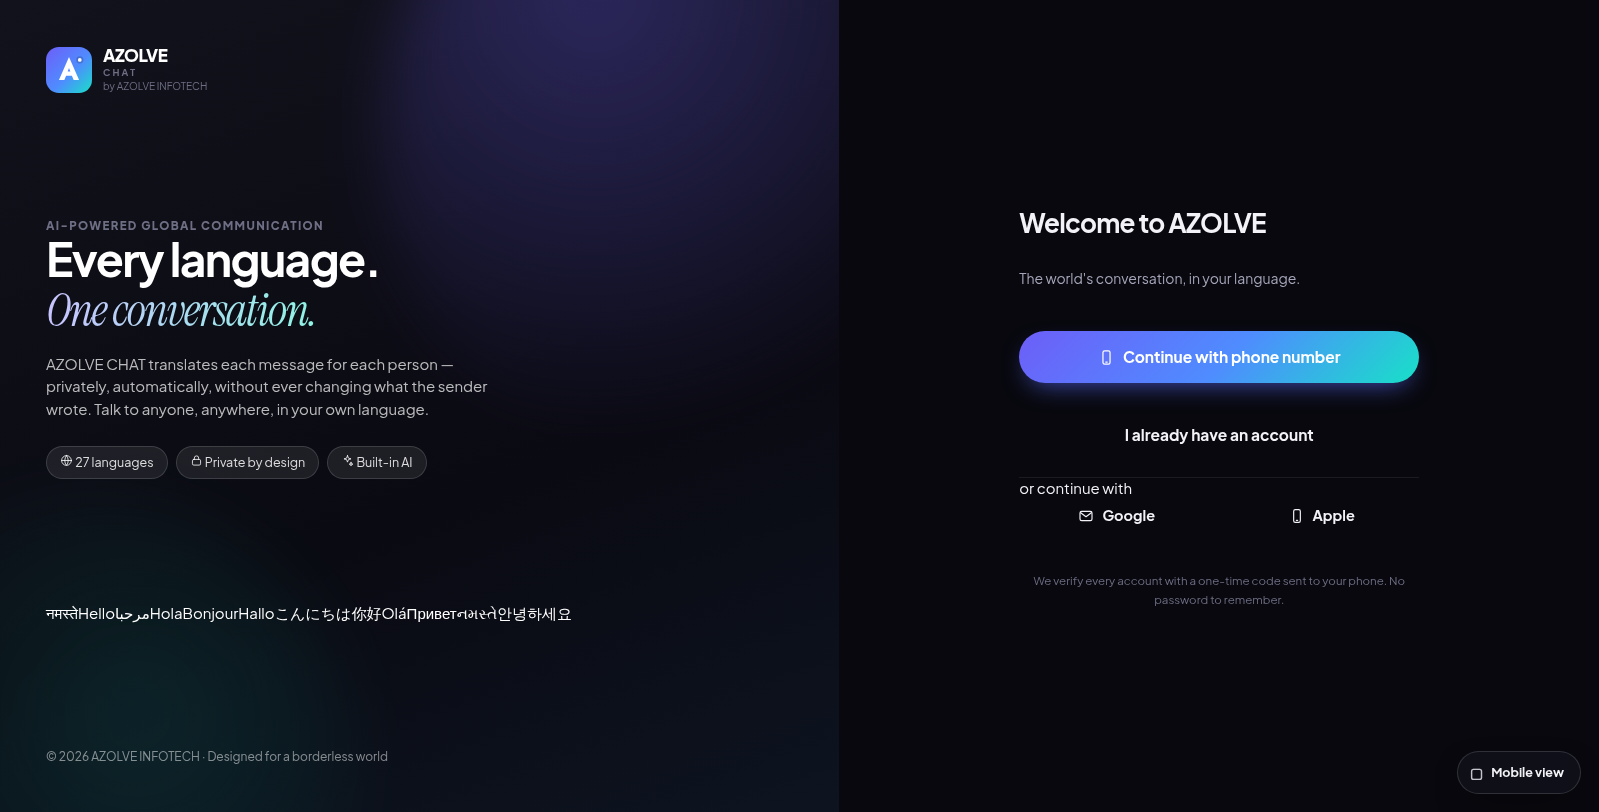 AZOLVE
CHAT
by AZOLVE INFOTECH
AI-POWERED GLOBAL COMMUNICATION
Every language.
One conversation.
AZOLVE CHAT translates each message for each person —
privately, automatically, without ever changing what the sender
wrote. Talk to anyone, anywhere, in your own language.
27 languages
Private by design
Built-in AI
नमस्तेHelloمرحباHolaBonjourHalloこんにちは你好OláПриветનમસ્તે안녕하세요
© 2026 AZOLVE INFOTECH · Designed for a borderless world
Welcome to AZOLVE
The world's conversation, in your language.
Continue with phone number
I already have an account
or continue with
Google
Apple
We verify every account with a one-time code sent to your phone. No
password to remember.
Mobile view